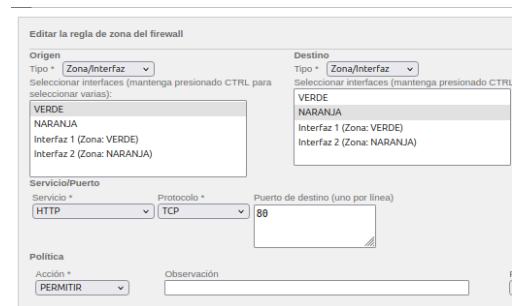 Editar la regla de zona del firewall
Origen
Tipo * Zona/Interfaz
Seleccionar interfaces (mantenga presionado CTRL para
seleccionar varias):
VERDE
NARANJA
Interfaz 1 (Zona: VERDE)
Interfaz 2 (Zona: NARANJA)
Destino
Tipo * Zona/Interfaz
Seleccionar interfaces (mantenga presionado CTRL
VERDE
NARANJA
Interfaz 1 (Zona: VERDE)
Interfaz 2 (Zona: NARANJA)
Servicio/Puerto
Servicio * Protocolo * Puerto de destino (uno por línea)
HTTP TCP 80
Política
Acción * Observación
PERMITIR